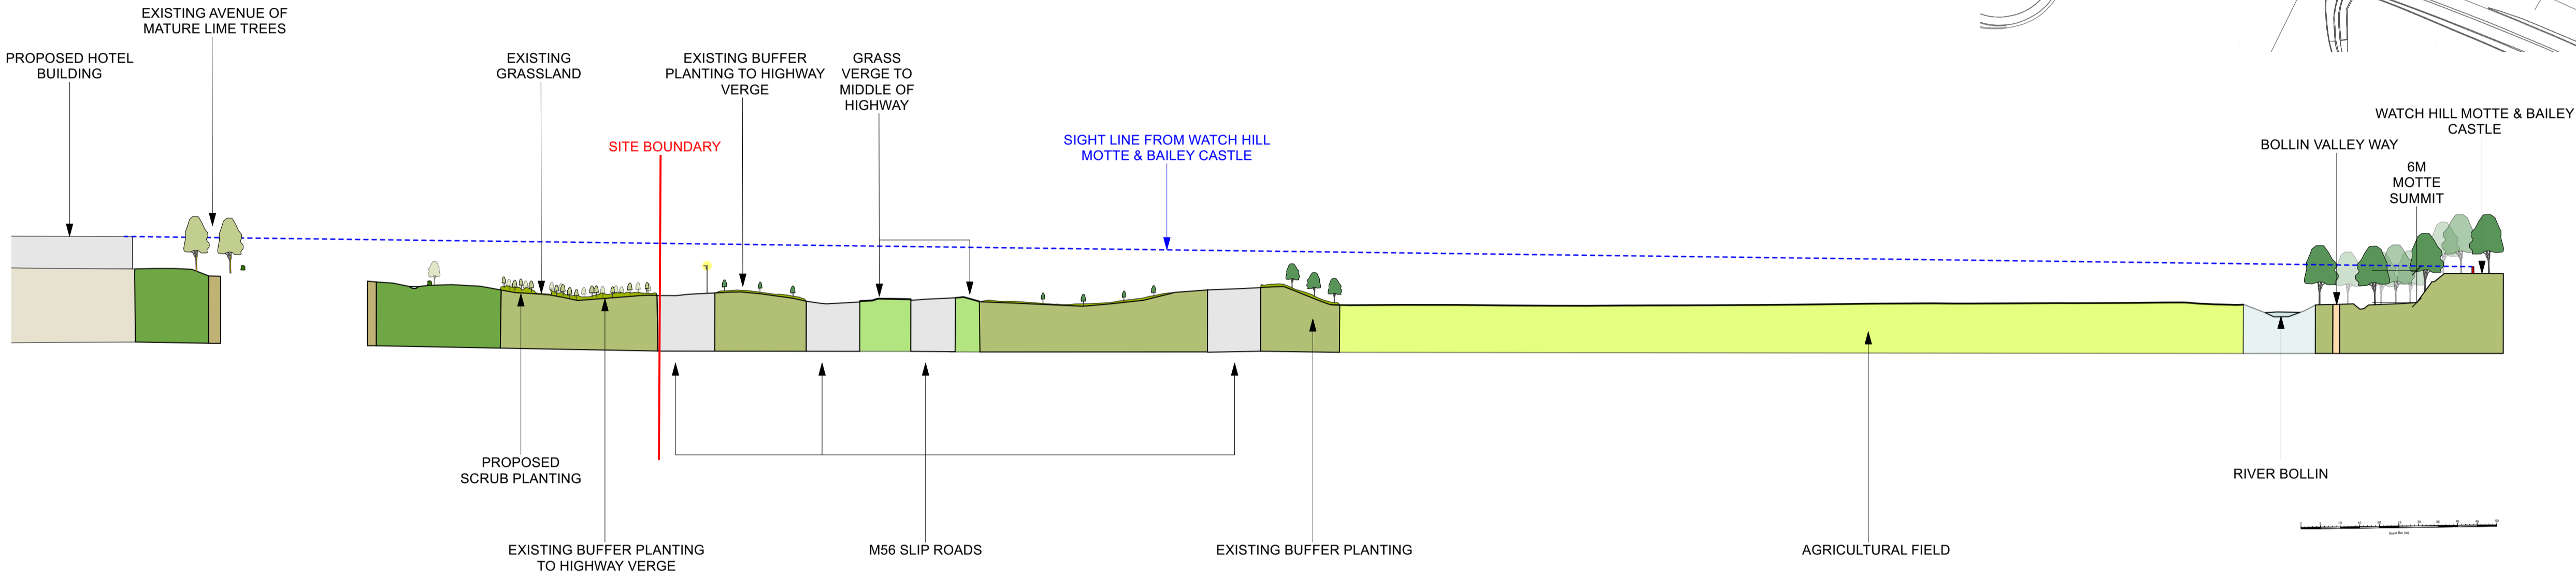 EXISTING AVENUE OF
MATURE LIME TREES
PROPOSED HOTEL
BUILDING
EXISTING
GRASSLAND
EXISTING BUFFER
PLANTING TO HIGHWAY
VERGE
GRASS
VERGE TO
MIDDLE OF
HIGHWAY
SITE BOUNDARY
SIGHT LINE FROM WATCH HILL
MOTTE & BAILEY CASTLE
WATCH HILL MOTTE & BAILEY
CASTLE
BOLLIN VALLEY WAY
6M
MOTTE
SUMMIT
PROPOSED
SCRUB PLANTING
RIVER BOLLIN
EXISTING BUFFER PLANTING
TO HIGHWAY VERGE
M56 SLIP ROADS
EXISTING BUFFER PLANTING
AGRICULTURAL FIELD